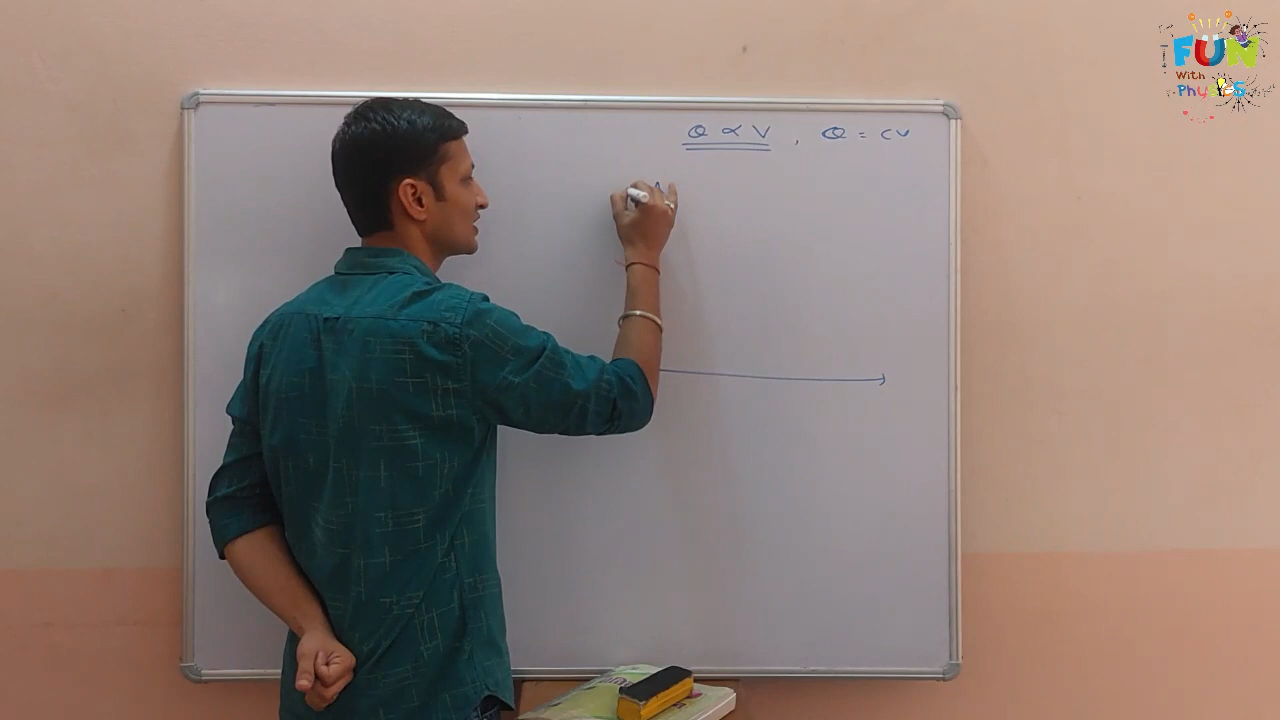 Q ∝ V , Q = CV
FUN
With
Physics